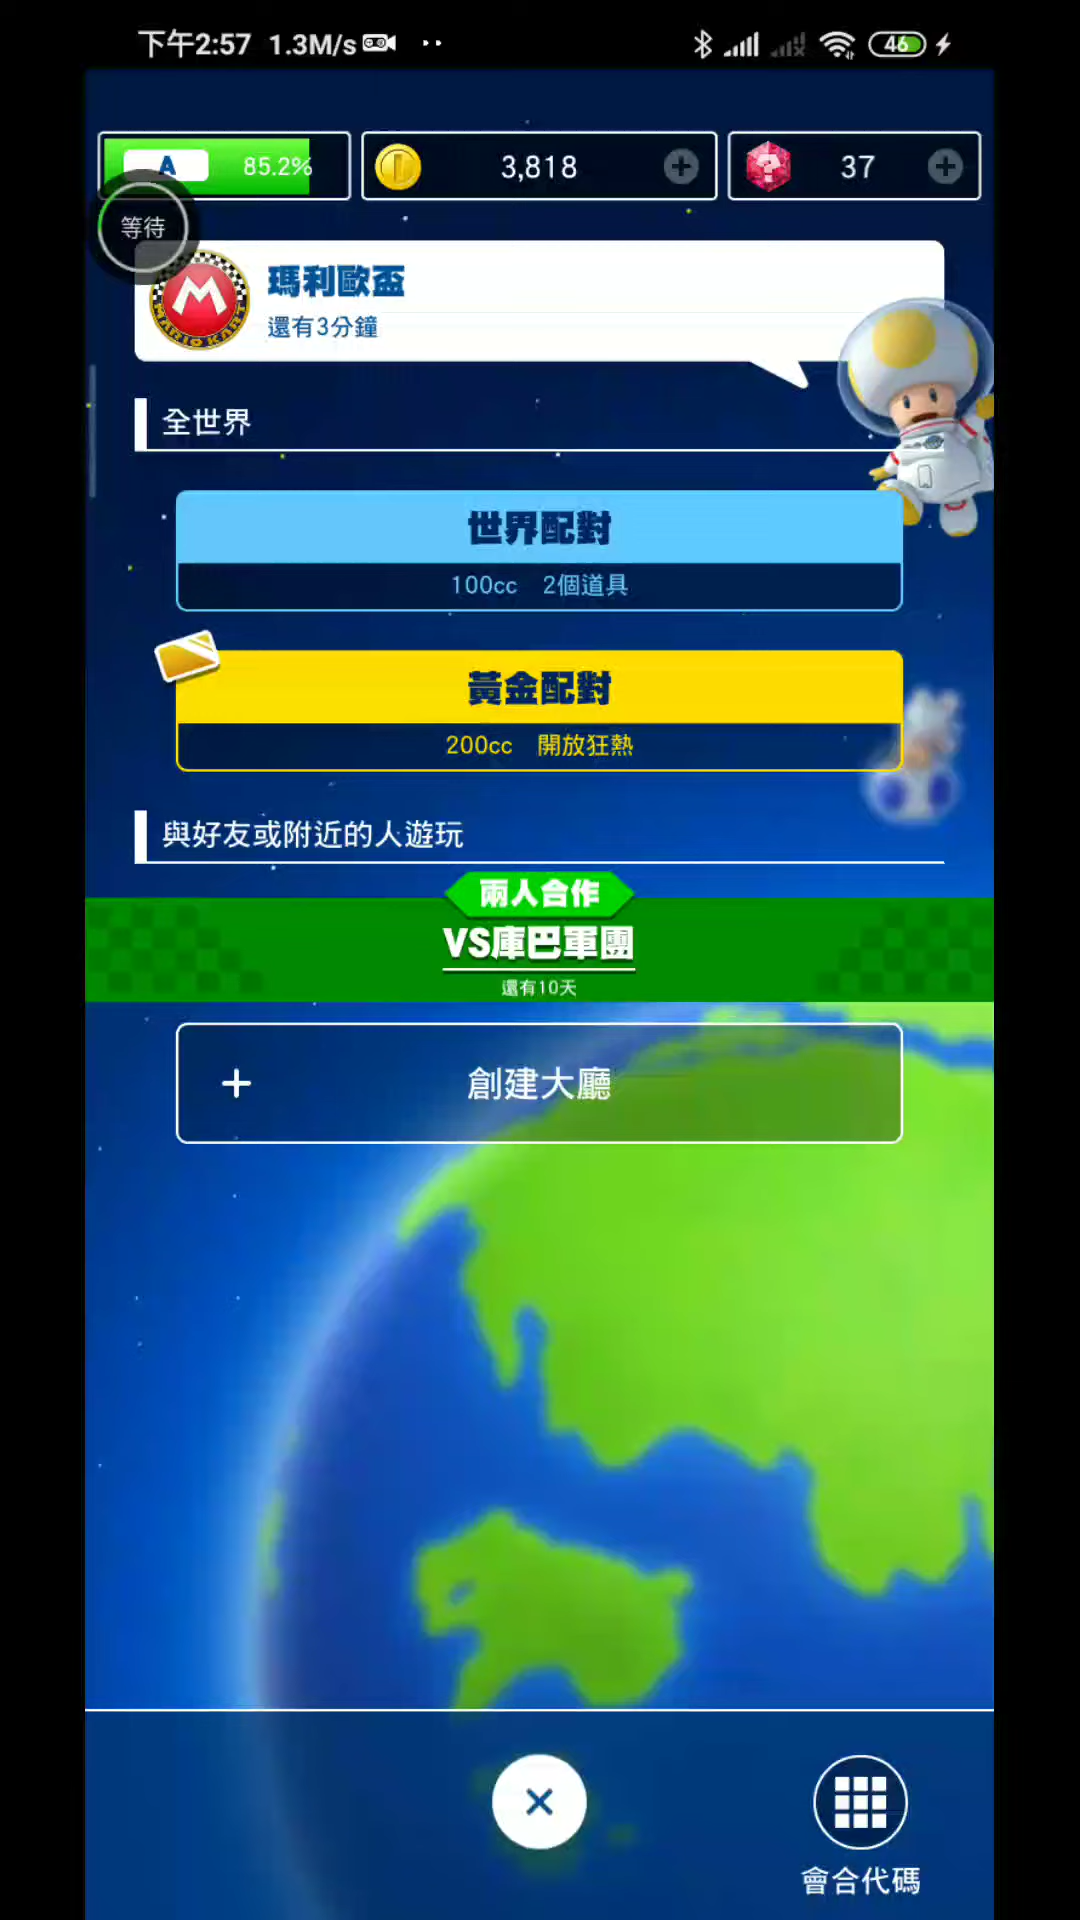 下午2:57 1.3M/s
46
A 85.2%
3,818
37
等待
瑪利歐盃
還有3分鐘
M
MARIO KART
全世界
世界配對
100cc 2個道具
黃金配對
200cc 開放狂熱
與好友或附近的人遊玩
兩人合作
VS庫巴軍團
還有10天
+ 創建大廳
會合代碼